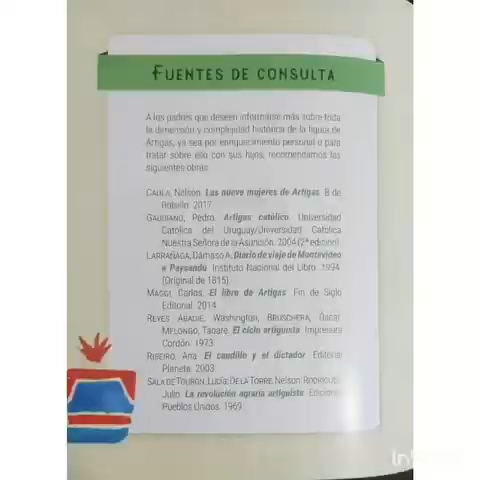 FUENTES DE CONSULTA
A los padres que deseen informarse más sobre toda
la dimensión y complejidad histórica de la figura de
Artigas, ya sea por enriquecimiento personal o para
tratar sobre ello con sus hijos, recomendamos las
siguientes obras:
CAULA, Nelson. Las nueve mujeres de Artigas. B de
Bolsillo. 2017.
GAUDIANO, Pedro. Artigas católico. Universidad
Católica del Uruguay/Universidad Católica
Nuestra Señora de la Asunción. 2004 (2ª edición).
LARRAÑAGA, Dámaso A. Diario de viaje de Montevideo
a Paysandú. Instituto Nacional del Libro. 1994.
(Original de 1815).
MAGGI, Carlos. El libro de Artigas. Fin de Siglo
Editorial. 2014.
REYES ABADIE, Washington, BRUSCHERA, Óscar,
MELONGO, Tabaré. El ciclo artiguista. Impresora
Cordón. 1973.
RIBEIRO, Ana. El caudillo y el dictador. Editorial
Planeta. 2003.
SALA DE TOURON, Lucía; DE LA TORRE, Nelson; RODRÍGUEZ,
Julio. La revolución agraria artiguista. Ediciones
Pueblos Unidos. 1969.